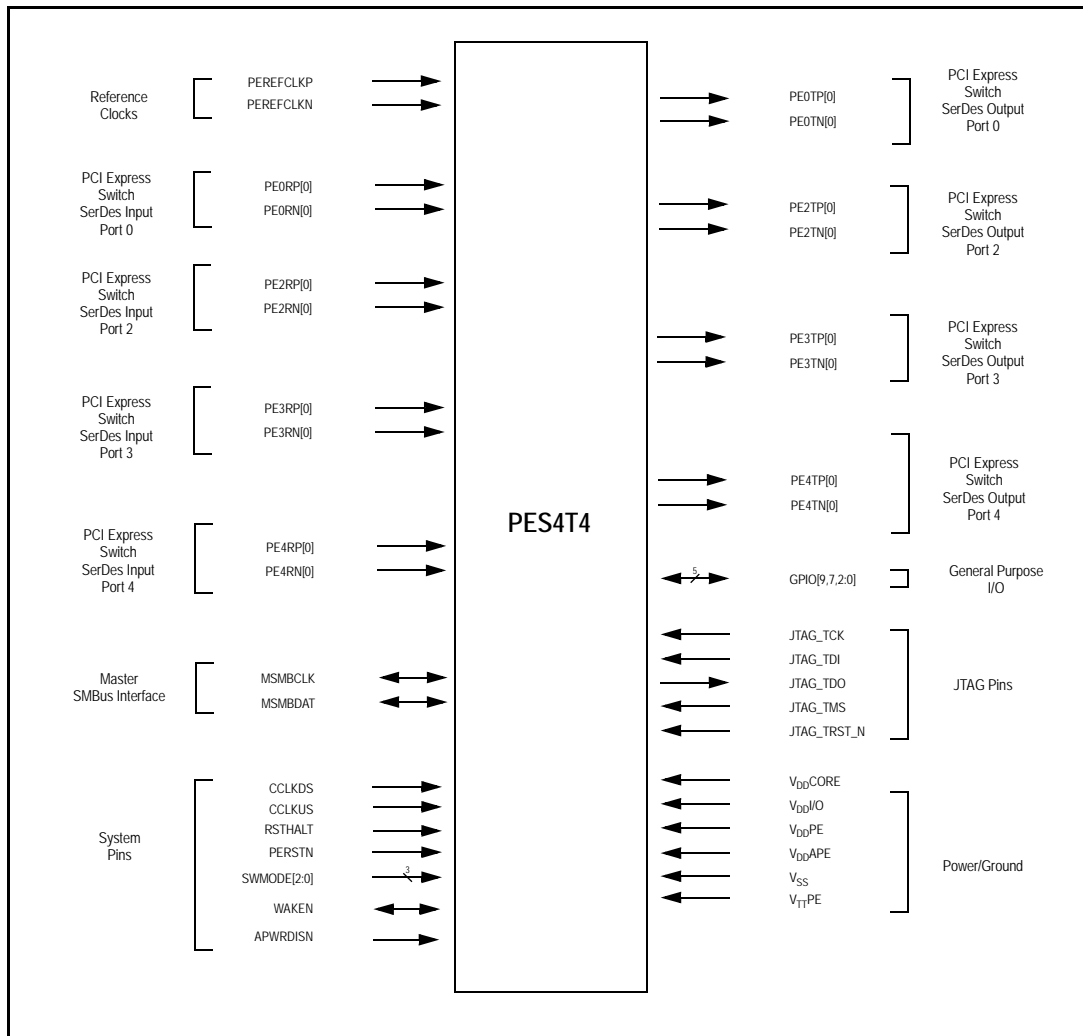 Reference
Clocks
PEREFCLKP
PEREFCLKN
PCI Express
Switch
SerDes Input
Port 0
PE0RP[0]
PE0RN[0]
PCI Express
Switch
SerDes Input
Port 2
PE2RP[0]
PE2RN[0]
PCI Express
Switch
SerDes Input
Port 3
PE3RP[0]
PE3RN[0]
PCI Express
Switch
SerDes Input
Port 4
PE4RP[0]
PE4RN[0]
Master
SMBus Interface
MSMBCLK
MSMBDAT
System
Pins
CCLKDS
CCLKUS
RSTHALT
PERSTN
SWMODE[2:0]
3
WAKEN
APWRDISN
PES4T4
PE0TP[0]
PE0TN[0]
PCI Express
Switch
SerDes Output
Port 0
PE2TP[0]
PE2TN[0]
PCI Express
Switch
SerDes Output
Port 2
PE3TP[0]
PE3TN[0]
PCI Express
Switch
SerDes Output
Port 3
PE4TP[0]
PE4TN[0]
PCI Express
Switch
SerDes Output
Port 4
5
GPIO[9,7,2:0]
General Purpose
I/O
JTAG_TCK
JTAG_TDI
JTAG_TDO
JTAG_TMS
JTAG_TRST_N
JTAG Pins
VDDCORE
VDDI/O
VDDPE
VDDAPE
VSS
VTTPE
Power/Ground